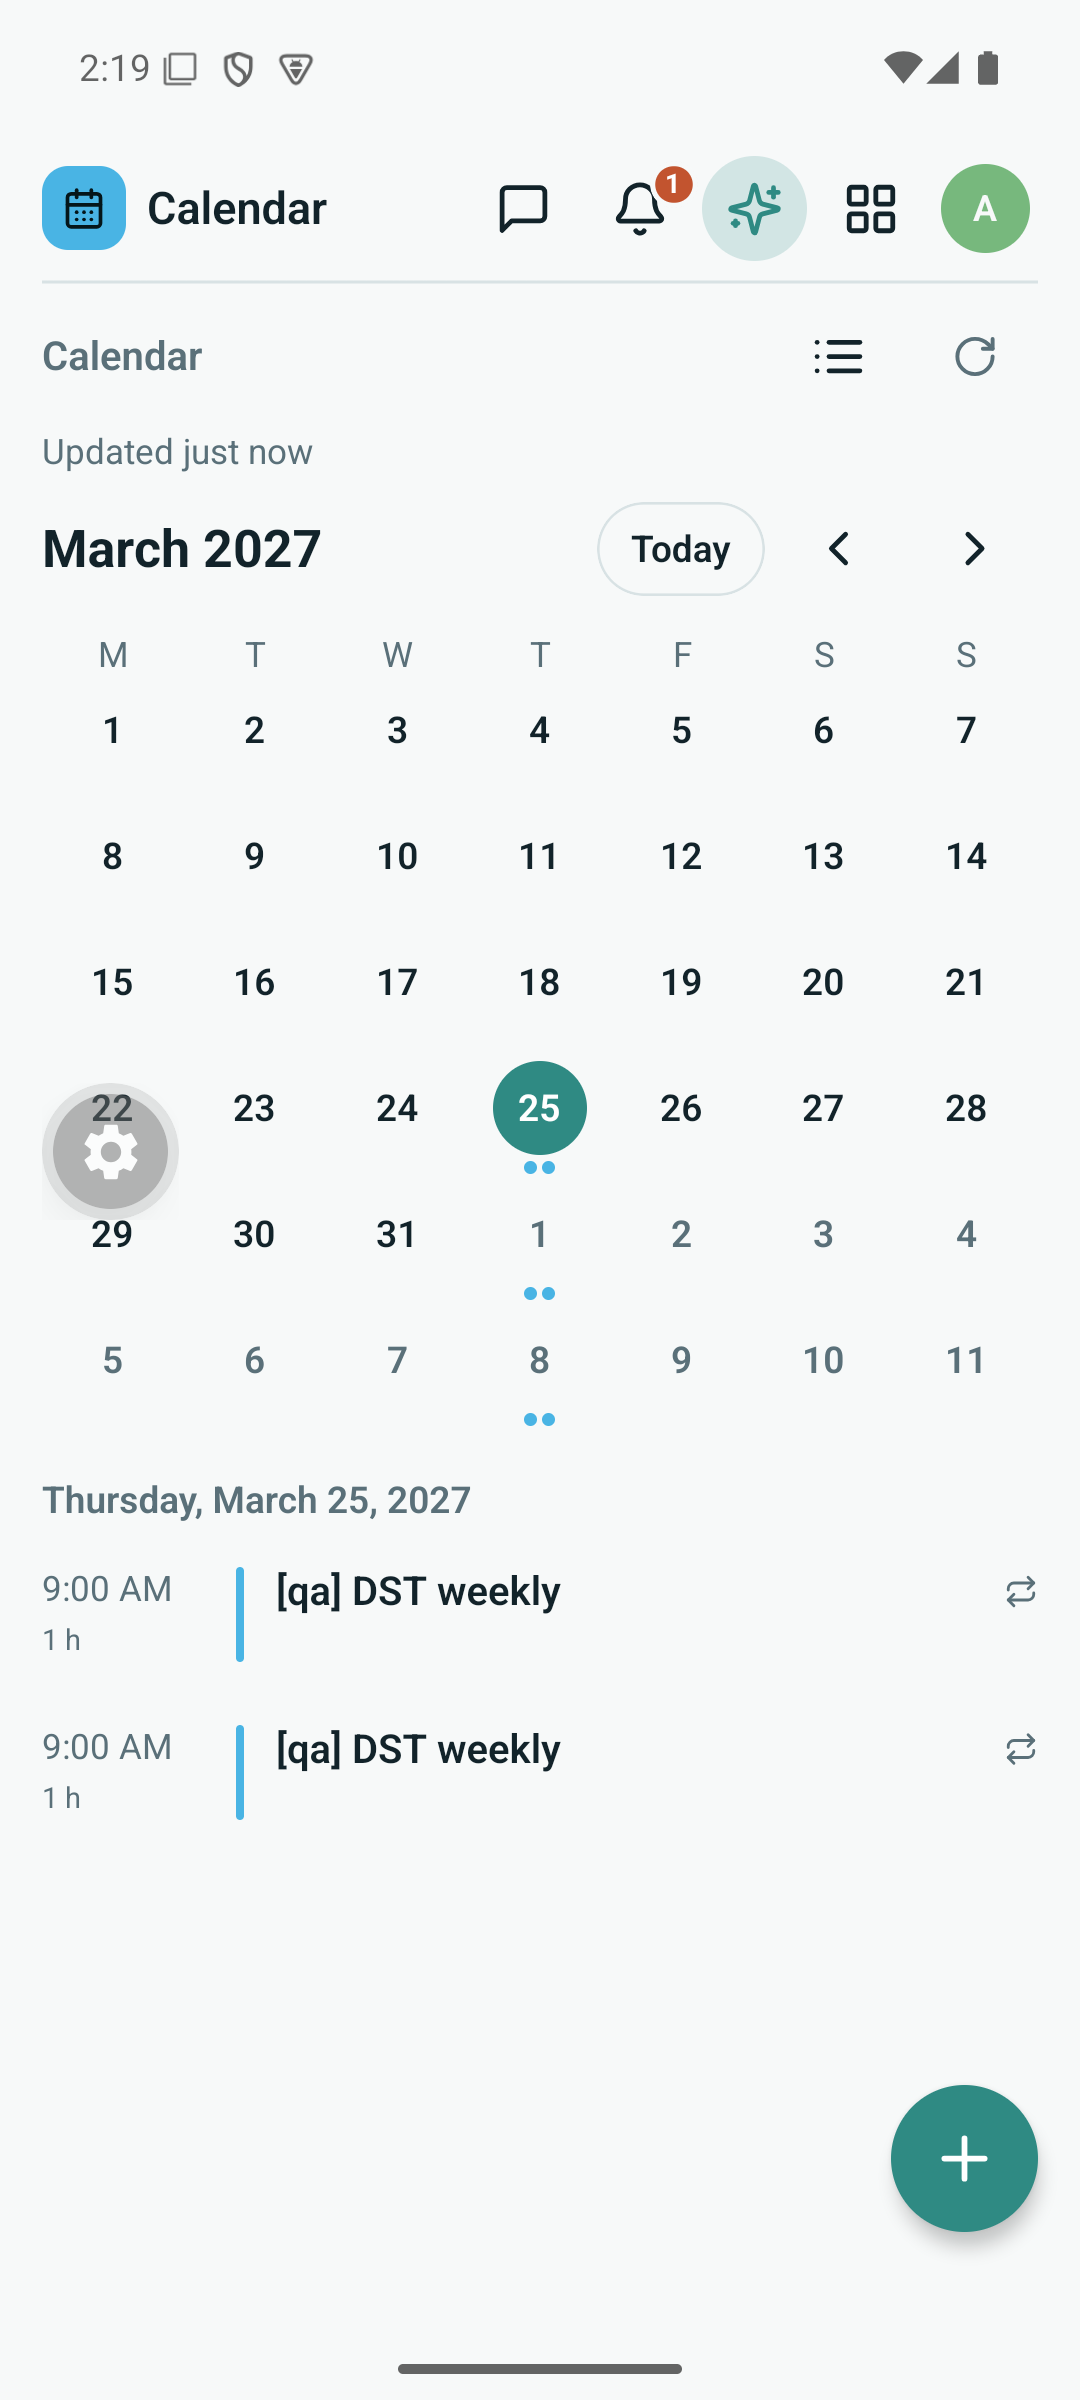 2:19
Calendar
1
A
Calendar
Updated just now
March 2027 Today
M T W T F S S
1 2 3 4 5 6 7
8 9 10 11 12 13 14
15 16 17 18 19 20 21
22 23 24 25 26 27 28
29 30 31 1 2 3 4
5 6 7 8 9 10 11
Thursday, March 25, 2027
9:00 AM [qa] DST weekly
1 h
9:00 AM [qa] DST weekly
1 h